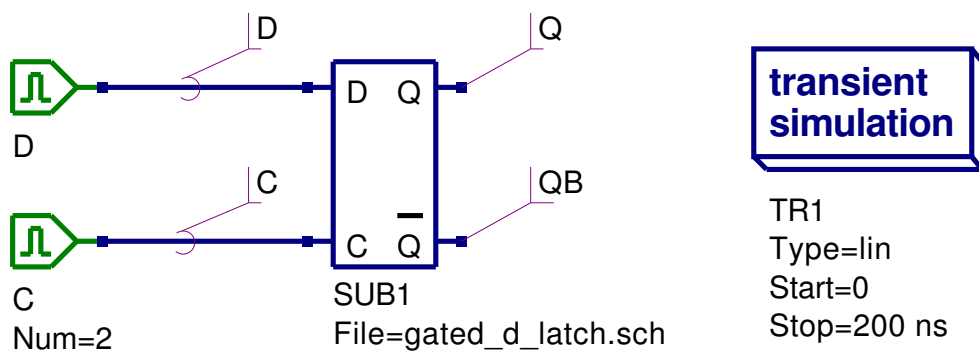 D
Q
D Q
transient
simulation
D
C
QB
C Q
C
Num=2
SUB1
File=gated_d_latch.sch
TR1
Type=lin
Start=0
Stop=200 ns